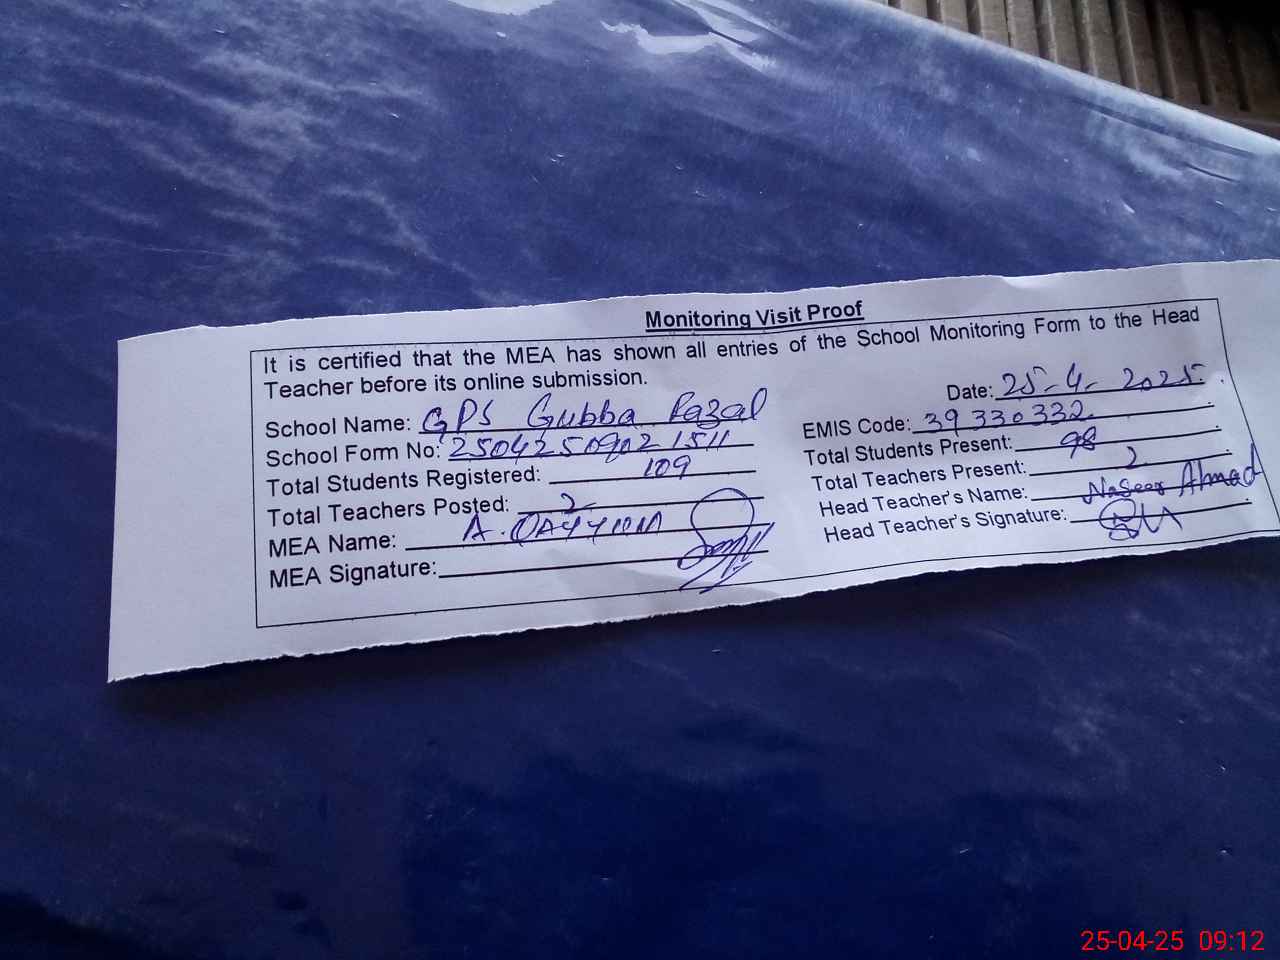 Monitoring Visit Proof
It is certified that the MEA has shown all entries of the School Monitoring Form to the Head
Teacher before its online submission.
Date: 25-4-2025
School Name: GPS Gubba Fazal
EMIS Code: 39330332
School Form No: 25042509021511
Total Students Present: 98
Total Students Registered: 109
Total Teachers Present: 2
Total Teachers Posted: 2
Head Teacher's Name: Naseer Ahmad
MEA Name: A. QAYYUM
Head Teacher's Signature:
MEA Signature:
25-04-25 09:12